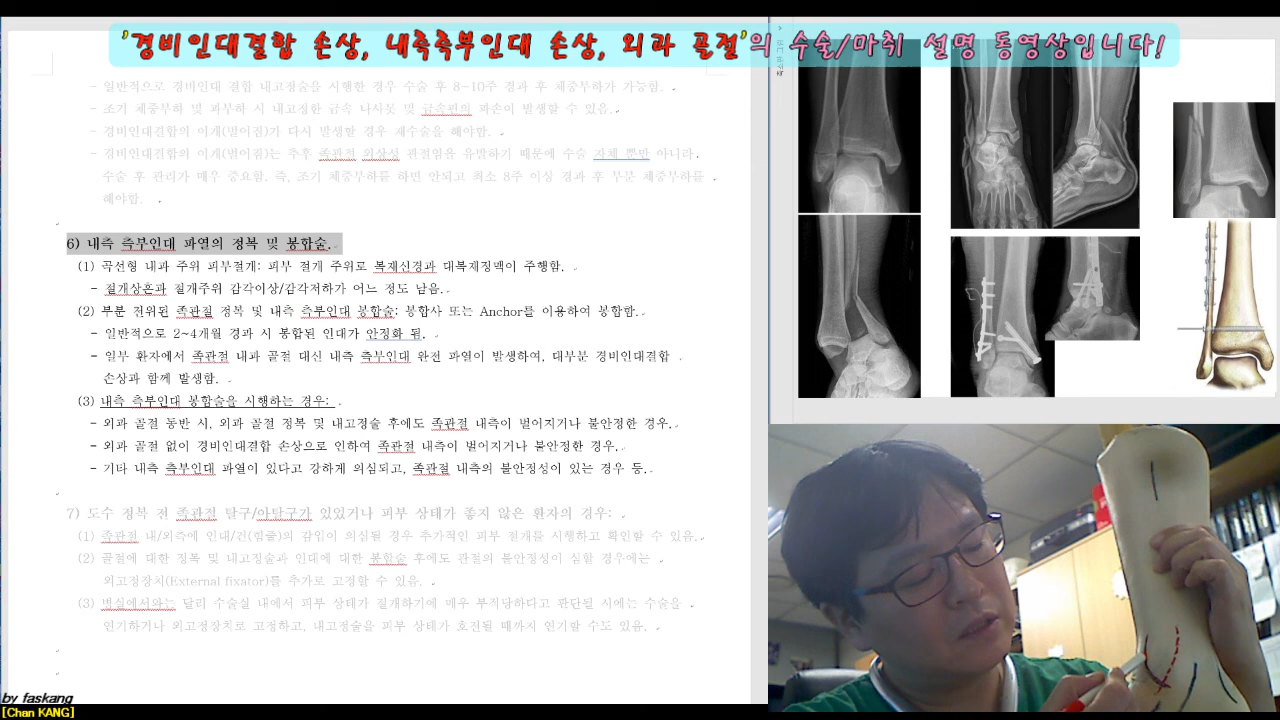 '경비인대결합 손상, 내측측부인대 손상, 외과 골절'의 수술/마취 설명 동영상입니다!
- 일반적으로 경비인대 결합 내고정술을 시행한 경우 수술 후 8-10주 경과 후 체중부하가 가능함.
- 조기 체중부하 및 과부하 시 내고정한 금속 나사못 및 금속편의 파손이 발생할 수 있음.
- 경비인대결합의 이개(벌어짐)가 다시 발생할 경우 재수술을 해야함.
- 경비인대결합의 이개(벌어짐)는 추후 족관절 외상성 관절염을 유발하기 때문에 수술 자체 뿐만 아니라,
수술 후 관리가 매우 중요함. 즉, 조기 체중부하를 하면 안되고 최소 8주 이상 경과 후 부분 체중부하를
해야함.
6) 내측 측부인대 파열의 정복 및 봉합술.
(1) 곡선형 내과 주위 피부절개: 피부 절개 주위로 복재신경과 대복재정맥이 주행함.
- 절개상흔과 절개주위 감각이상/감각저하가 어느 정도 남음.
(2) 부분 전위된 족관절 정복 및 내측 측부인대 봉합술: 봉합사 또는 Anchor를 이용하여 봉합함.
- 일반적으로 2~4개월 경과 시 봉합된 인대가 안정화 됨.
- 일부 환자에서 족관절 내과 골절 대신 내측 측부인대 완전 파열이 발생하여, 대부분 경비인대결합
손상과 함께 발생함.
(3) 내측 측부인대 봉합술을 시행하는 경우:
- 외과 골절 동반 시, 외과 골절 정복 및 내고정술 후에도 족관절 내측이 벌어지거나 불안정한 경우.
- 외과 골절 없이 경비인대결합 손상으로 인하여 족관절 내측이 벌어지거나 불안정한 경우.
- 기타 내측 측부인대 파열이 있다고 강하게 의심되고, 족관절 내측의 불안정성이 있는 경우 등.
7) 도수 정복 전 족관절 탈구/아탈구가 있었거나 피부 상태가 좋지 않은 환자의 경우:
(1) 족관절 내/외측에 인대/건(힘줄)의 감입이 의심될 경우 추가적인 피부 절개를 시행하고 확인할 수 있음.
(2) 골절에 대한 정복 및 내고정술과 인대에 대한 봉합술 후에도 관절의 불안정성이 심할 경우에는
외고정장치(External fixator)를 추가로 고정할 수 있음.
(3) 병실에서와는 달리 수술실 내에서 피부 상태가 절개하기에 매우 부적당하다고 판단될 시에는 수술을
연기하거나 외고정장치로 고정하고, 내고정술을 피부 상태가 호전될 때까지 연기할 수도 있음.
by faskang
[Chan KANG]